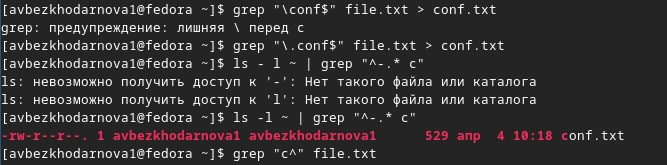 [avbezkhodarnova1@fedora ~]$ grep "\conf$" file.txt > conf.txt
grep: предупреждение: лишняя \ перед c
[avbezkhodarnova1@fedora ~]$ grep "\.conf$" file.txt > conf.txt
[avbezkhodarnova1@fedora ~]$ ls - l ~ | grep "^-.* c"
ls: невозможно получить доступ к '-': Нет такого файла или каталога
ls: невозможно получить доступ к 'l': Нет такого файла или каталога
[avbezkhodarnova1@fedora ~]$ ls -l ~ | grep "^-.* c"
-rw-r--r--. 1 avbezkhodarnova1 avbezkhodarnova1      529 апр  4 10:18 conf.txt
[avbezkhodarnova1@fedora ~]$ grep "c^" file.txt